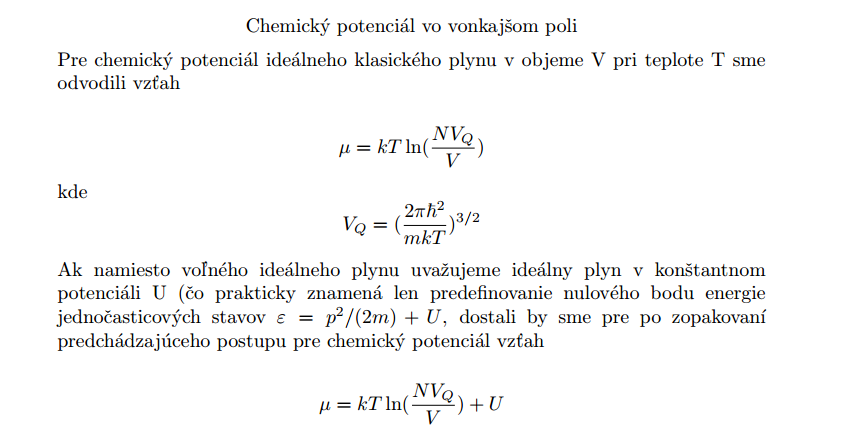 Chemický potenciál vo vonkajšom poli
Pre chemický potenciál ideálneho klasického plynu v objeme V pri teplote T sme
odvodili vzťah
μ = kT ln(NV_Q/V)
kde
V_Q = (2πℏ²/mkT)^{3/2}
Ak namiesto voľného ideálneho plynu uvažujeme ideálny plyn v konštantnom
potenciáli U (čo prakticky znamená len predefinovanie nulového bodu energie
jednočasticových stavov ε = p²/(2m) + U, dostali by sme pre po zopakovaní
predchádzajúceho postupu pre chemický potenciál vzťah
μ = kT ln(NV_Q/V) + U